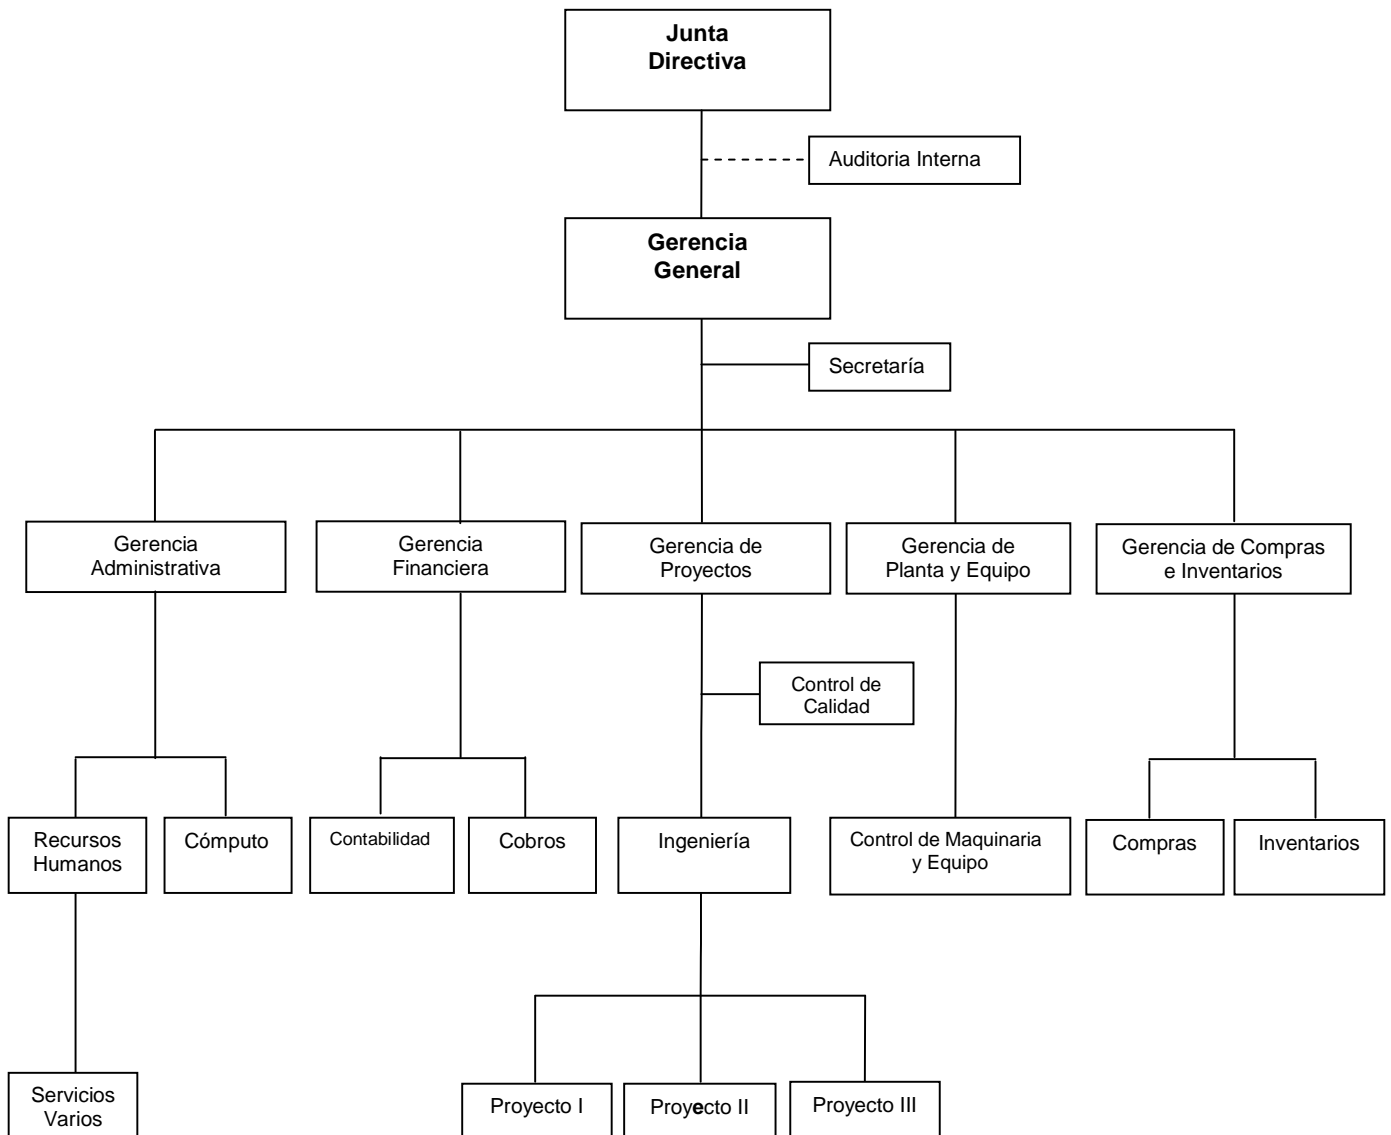 Junta
Directiva
Auditoria Interna
Gerencia
General
Secretaría
Gerencia
Administrativa
Gerencia
Financiera
Gerencia de
Proyectos
Gerencia de
Planta y Equipo
Gerencia de Compras
e Inventarios
Control de
Calidad
Recursos
Humanos
Cómputo
Contabilidad
Cobros
Ingeniería
Control de Maquinaria
y Equipo
Compras
Inventarios
Servicios
Varios
Proyecto I
Proyecto II
Proyecto III